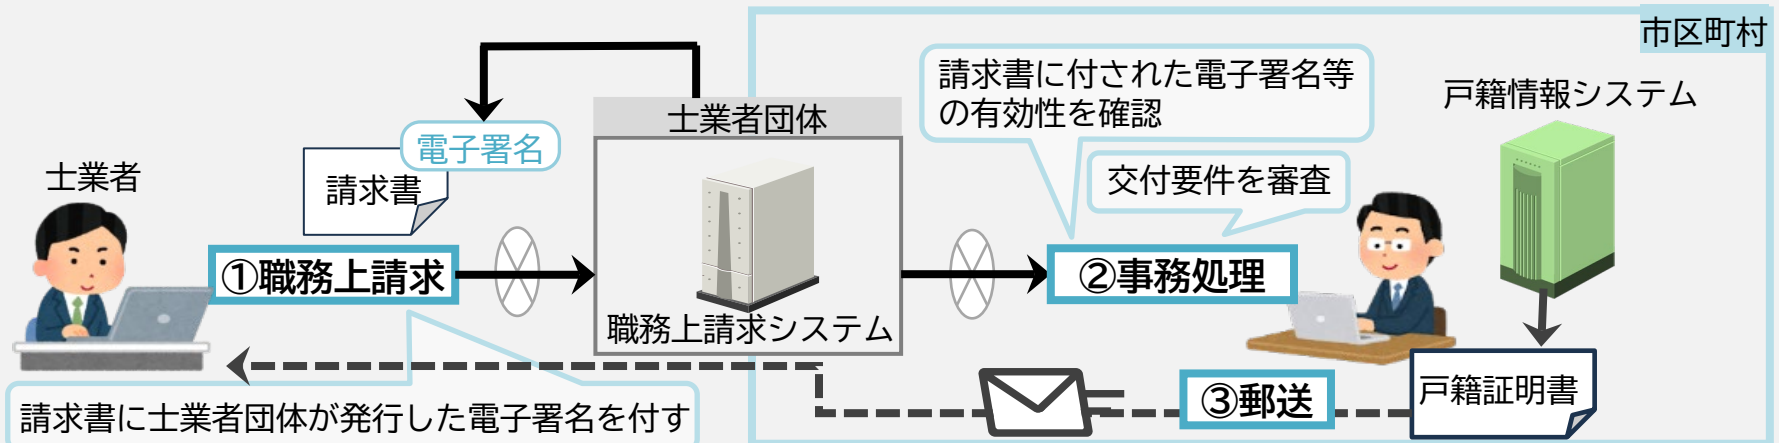 市区町村
請求書に付された電子署名等
の有効性を確認
戸籍情報システム
士業者団体
電子署名
請求書
士業者
交付要件を審査
①職務上請求
②事務処理
職務上請求システム
③郵送
戸籍証明書
請求書に士業者団体が発行した電子署名を付す